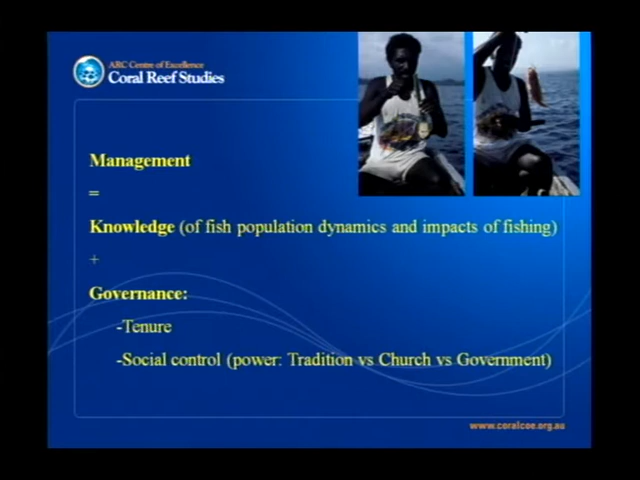 ARC Centre of Excellence
Coral Reef Studies
Management
=
Knowledge (of fish population dynamics and impacts of fishing)
+
Governance:
-Tenure
-Social control (power: Tradition vs Church vs Government)
www.coralcoe.org.au